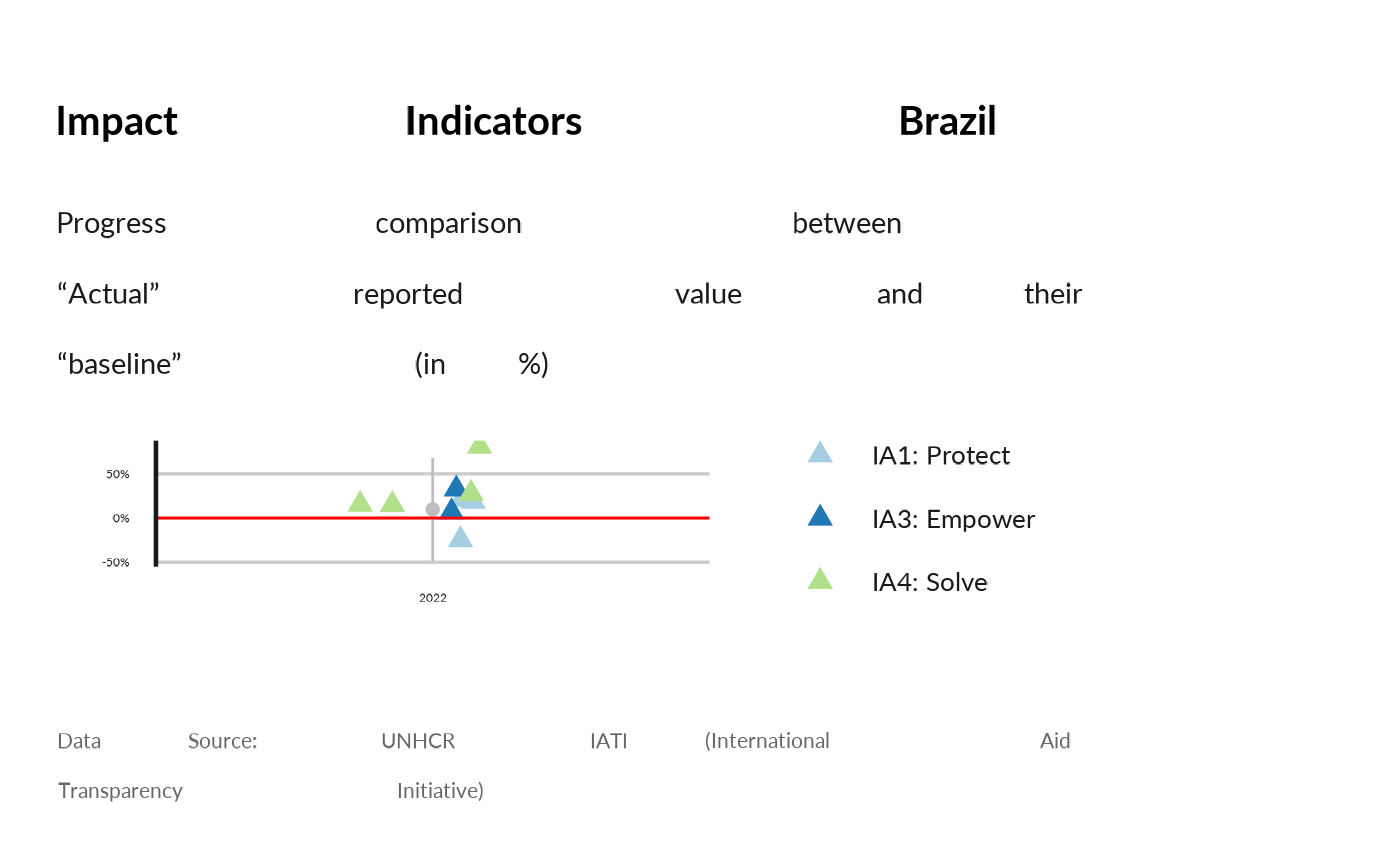 Impact Indicators Brazil
Progress comparison between
“Actual” reported value and their
“baseline” (in %)
50%
0%
-50%
2022
IA1: Protect
IA3: Empower
IA4: Solve
Data Source: UNHCR IATI (International Aid
Transparency Initiative)